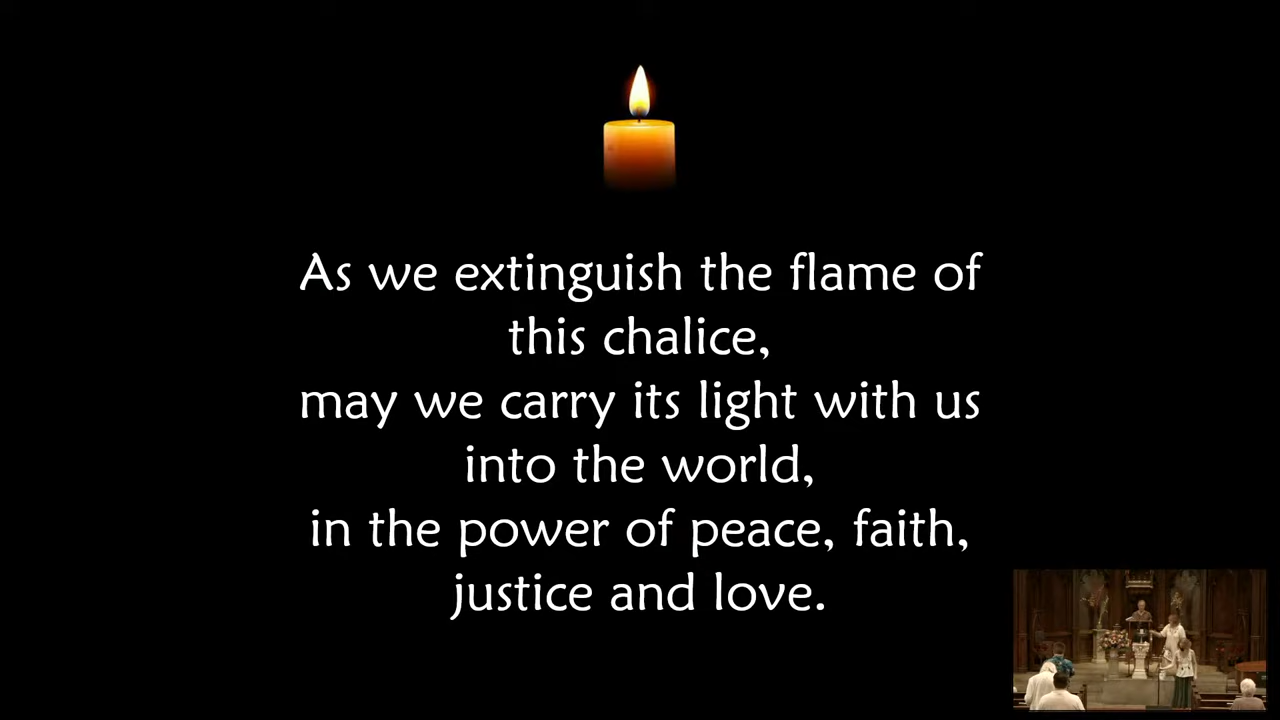 As we extinguish the flame of
this chalice,
may we carry its light with us
into the world,
in the power of peace, faith,
justice and love.